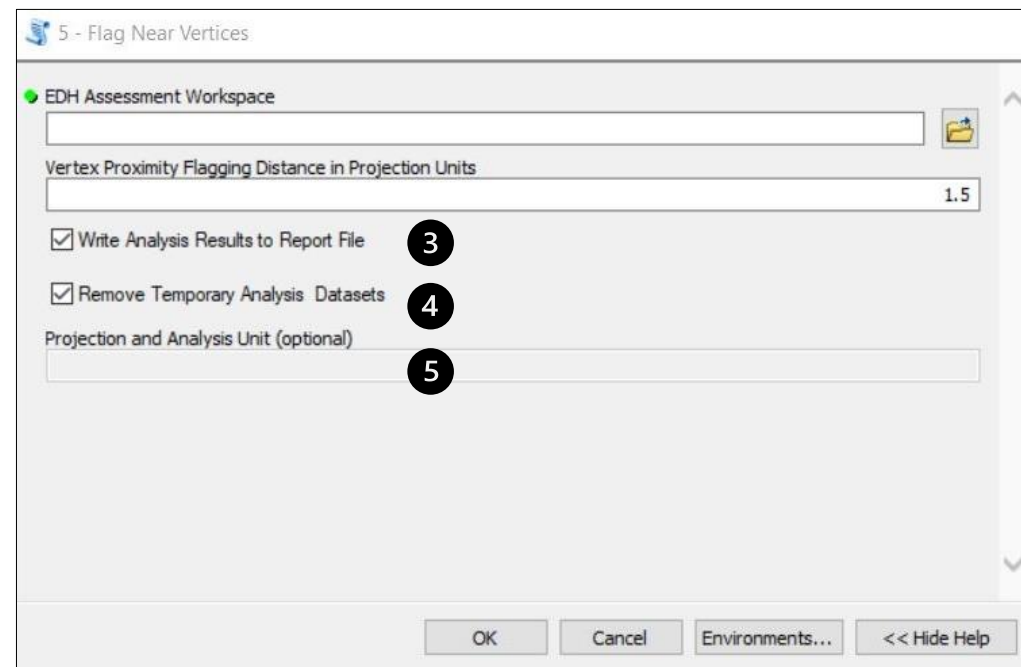 5 - Flag Near Vertices
EDH Assessment Workspace
Vertex Proximity Flagging Distance in Projection Units
1.5
Write Analysis Results to Report File 3
Remove Temporary Analysis Datasets 4
Projection and Analysis Unit (optional)
5
OK Cancel Environments... << Hide Help